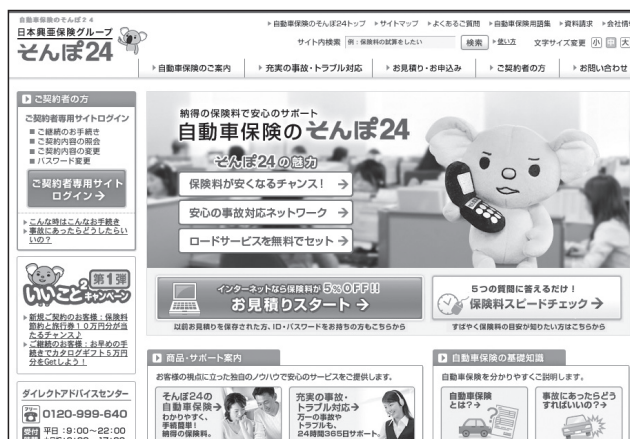 自動車保険のそんぽ24
日本興亜保険グループ
そんぽ24
自動車保険のそんぽ24トップ サイトマップ よくあるご質問 自動車保険用語集 資料請求 会社情
サイト内検索 例：保険料の試算をしたい 検索 使い方 文字サイズ変更 小 大
自動車保険のご案内 充実の事故・トラブル対応 お見積り・お申込み ご契約者の方 お問い合わせ
ご契約者の方
ご契約者専用サイトログイン
ご継続のお手続き
ご契約内容の照会
ご契約内容の変更
パスワード変更
ご契約者専用サイト
ログイン→
こんな時はこんなお手続き
事故にあったらどうしたらい
いの？
第1弾
いいこと2キャンペーン
新規ご契約のお客様：保険料
節約と旅行券１０万円分が当
たるチャンス♪
ご継続のお客様：お早めの手
続きでカタログギフト５万円
分をGetしよう！
ダイレクトアドバイスセンター
フリー
0120-999-640
受付
平日：9:00～22:00
納得の保険料で安心のサポート
自動車保険のそんぽ24
そんぽ24の魅力
保険料が安くなるチャンス！→
安心の事故対応ネットワーク→
ロードサービスを無料でセット→
インターネットなら保険料が 5%OFF!!
お見積りスタート→
以前お見積りを保存された方、ID・パスワードをお持ちの方もこちらから
5つの質問に答えるだけ！
保険料スピードチェック→
すばやく保険料の目安が知りたい方はこちらから
商品・サポート案内
お客様の視点に立った独自のノウハウで安心のサービスをご提供します。
そんぽ24の
自動車保険→
わかりやすく、
手続簡単！
納得の保険料。
充実の事故・
トラブル対応→
万一の事故や
トラブルも、
24時間365日サポート。
自動車保険の基礎知識
自動車保険を分かりやすくご説明します。
自動車保険
とは？→
事故にあったらどう
すればいいの？→